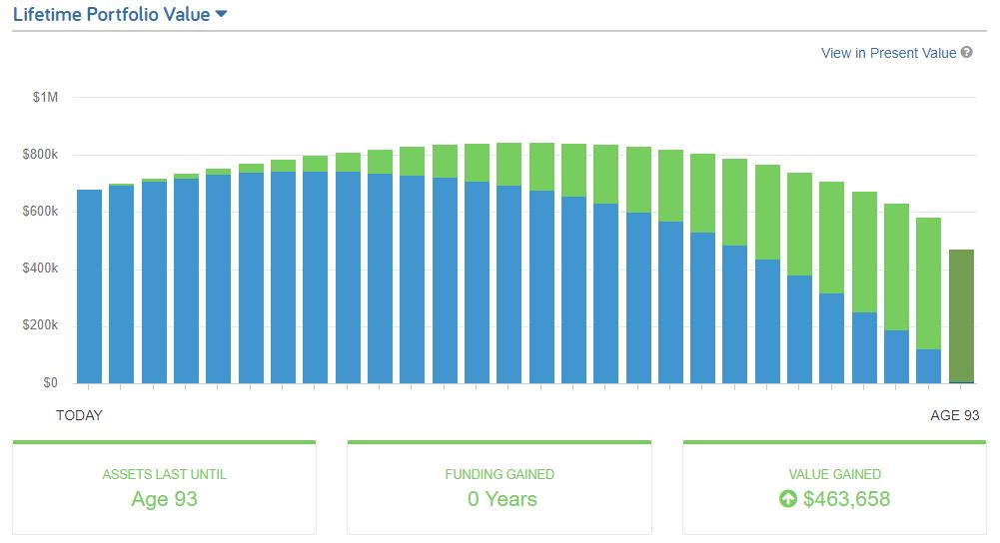 Lifetime Portfolio Value
View in Present Value ?
$1M
$800k
$600k
$400k
$200k
$0
TODAY AGE 93
ASSETS LAST UNTIL
Age 93
FUNDING GAINED
0 Years
VALUE GAINED
$463,658